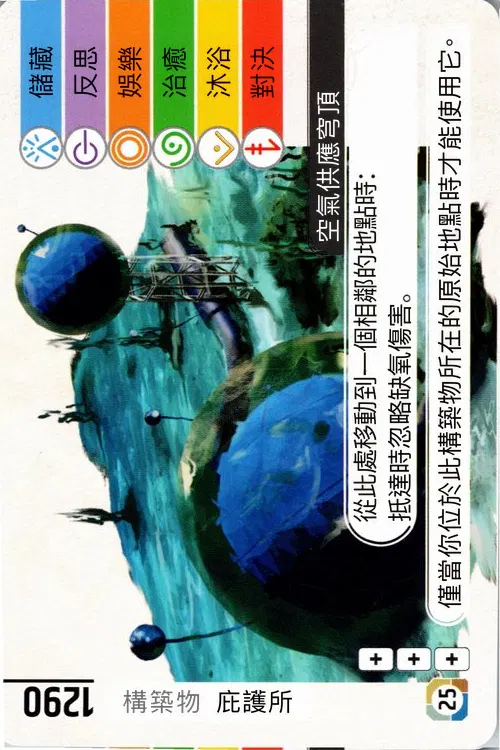 1290
構築物 庇護所
儲藏
反思
娛樂
治癒
沐浴
對決
空氣供應穹頂
從此處移動到一個相鄰的地點時：
抵達時忽略缺氧傷害。
僅當你位於此構築物所在的原始地點時才能使用它。
+
+
+
25